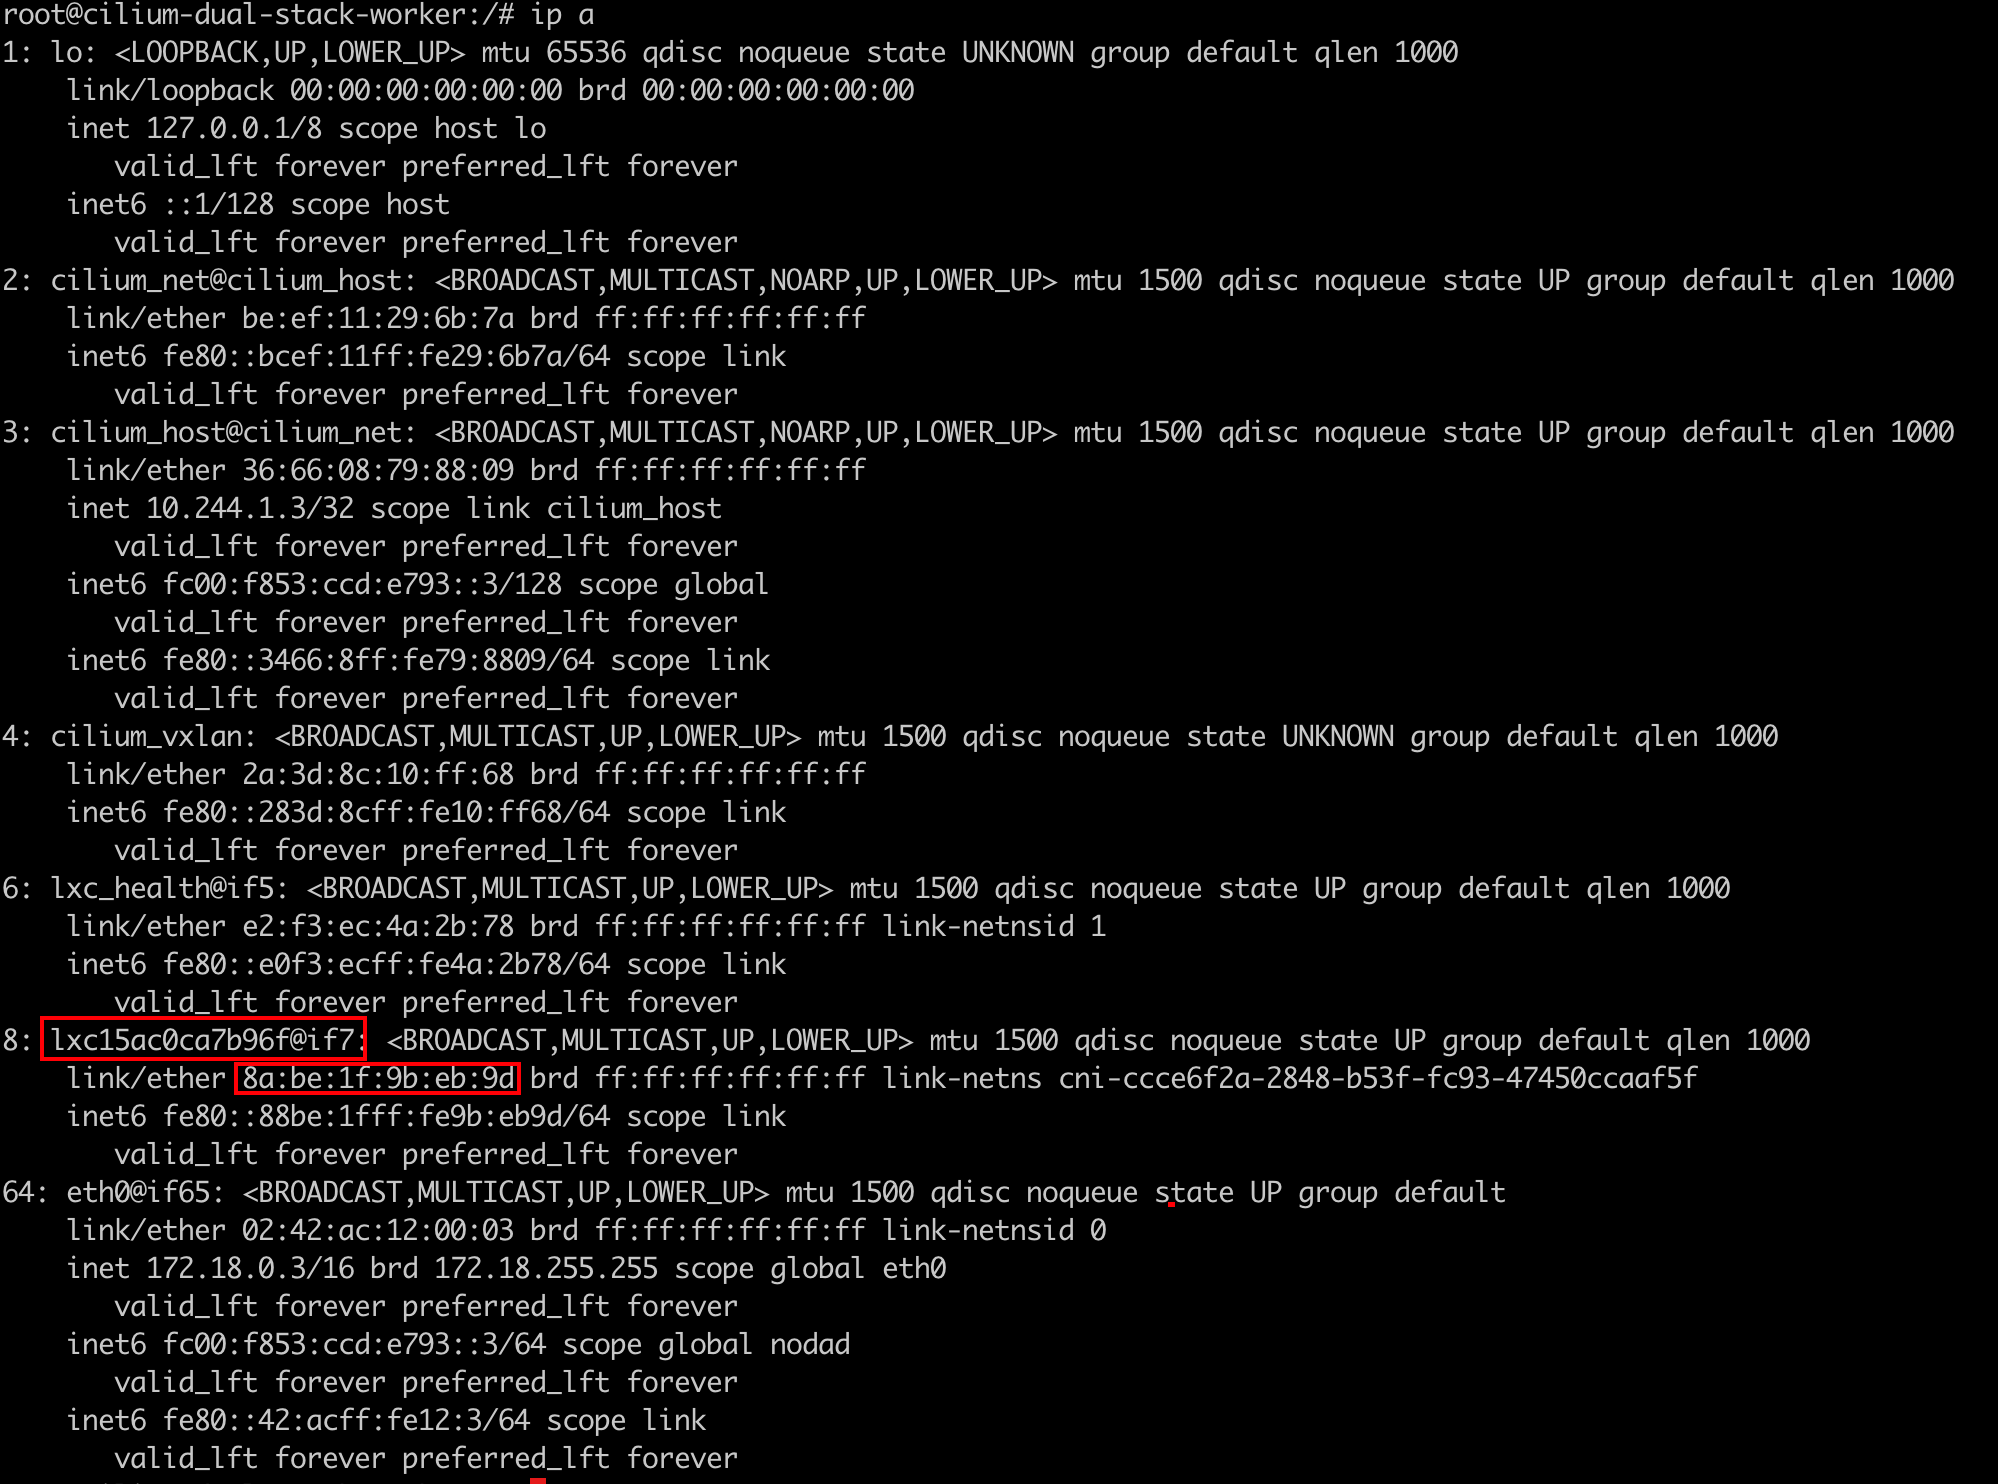 root@cilium-dual-stack-worker:/# ip a
1: lo: <LOOPBACK,UP,LOWER_UP> mtu 65536 qdisc noqueue state UNKNOWN group default qlen 1000
    link/loopback 00:00:00:00:00:00 brd 00:00:00:00:00:00
    inet 127.0.0.1/8 scope host lo
       valid_lft forever preferred_lft forever
    inet6 ::1/128 scope host
       valid_lft forever preferred_lft forever
2: cilium_net@cilium_host: <BROADCAST,MULTICAST,NOARP,UP,LOWER_UP> mtu 1500 qdisc noqueue state UP group default qlen 1000
    link/ether be:ef:11:29:6b:7a brd ff:ff:ff:ff:ff:ff
    inet6 fe80::bcef:11ff:fe29:6b7a/64 scope link
       valid_lft forever preferred_lft forever
3: cilium_host@cilium_net: <BROADCAST,MULTICAST,NOARP,UP,LOWER_UP> mtu 1500 qdisc noqueue state UP group default qlen 1000
    link/ether 36:66:08:79:88:09 brd ff:ff:ff:ff:ff:ff
    inet 10.244.1.3/32 scope link cilium_host
       valid_lft forever preferred_lft forever
    inet6 fc00:f853:ccd:e793::3/128 scope global
       valid_lft forever preferred_lft forever
    inet6 fe80::3466:8ff:fe79:8809/64 scope link
       valid_lft forever preferred_lft forever
4: cilium_vxlan: <BROADCAST,MULTICAST,UP,LOWER_UP> mtu 1500 qdisc noqueue state UNKNOWN group default qlen 1000
    link/ether 2a:3d:8c:10:ff:68 brd ff:ff:ff:ff:ff:ff
    inet6 fe80::283d:8cff:fe10:ff68/64 scope link
       valid_lft forever preferred_lft forever
6: lxc_health@if5: <BROADCAST,MULTICAST,UP,LOWER_UP> mtu 1500 qdisc noqueue state UP group default qlen 1000
    link/ether e2:f3:ec:4a:2b:78 brd ff:ff:ff:ff:ff:ff link-netnsid 1
    inet6 fe80::e0f3:ecff:fe4a:2b78/64 scope link
       valid_lft forever preferred_lft forever
8: lxc15ac0ca7b96f@if7: <BROADCAST,MULTICAST,UP,LOWER_UP> mtu 1500 qdisc noqueue state UP group default qlen 1000
    link/ether 8a:be:1f:9b:eb:9d brd ff:ff:ff:ff:ff:ff link-netns cni-ccce6f2a-2848-b53f-fc93-47450ccaaf5f
    inet6 fe80::88be:1fff:fe9b:eb9d/64 scope link
       valid_lft forever preferred_lft forever
64: eth0@if65: <BROADCAST,MULTICAST,UP,LOWER_UP> mtu 1500 qdisc noqueue state UP group default
    link/ether 02:42:ac:12:00:03 brd ff:ff:ff:ff:ff:ff link-netnsid 0
    inet 172.18.0.3/16 brd 172.18.255.255 scope global eth0
       valid_lft forever preferred_lft forever
    inet6 fc00:f853:ccd:e793::3/64 scope global nodad
       valid_lft forever preferred_lft forever
    inet6 fe80::42:acff:fe12:3/64 scope link
       valid_lft forever preferred_lft forever